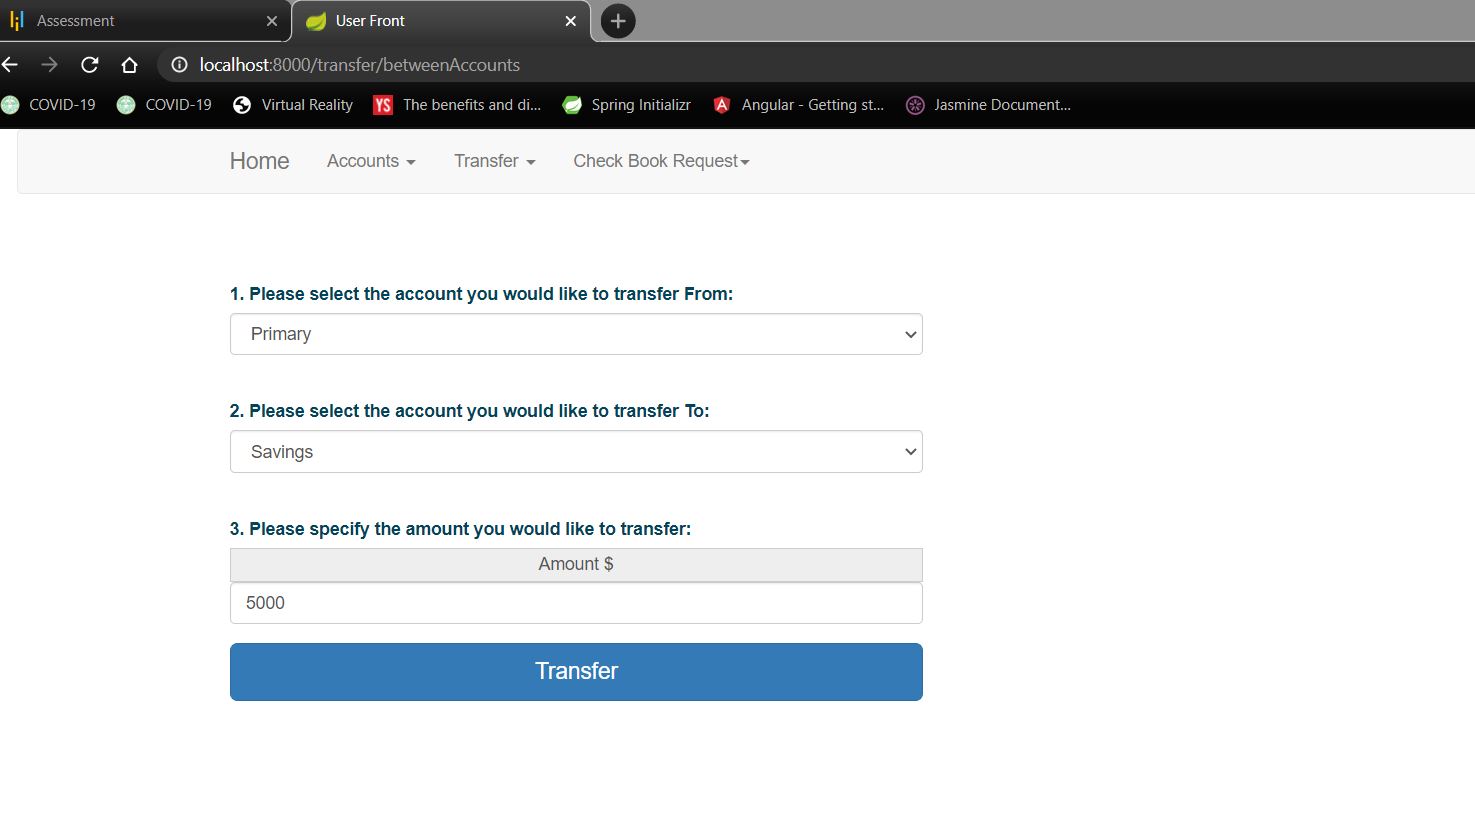 Assessment
User Front
localhost:8000/transfer/betweenAccounts
COVID-19 COVID-19 Virtual Reality YS The benefits and di... Spring Initializr Angular - Getting st... Jasmine Document...
Home Accounts Transfer Check Book Request
1. Please select the account you would like to transfer From:
Primary
2. Please select the account you would like to transfer To:
Savings
3. Please specify the amount you would like to transfer:
Amount $
5000
Transfer